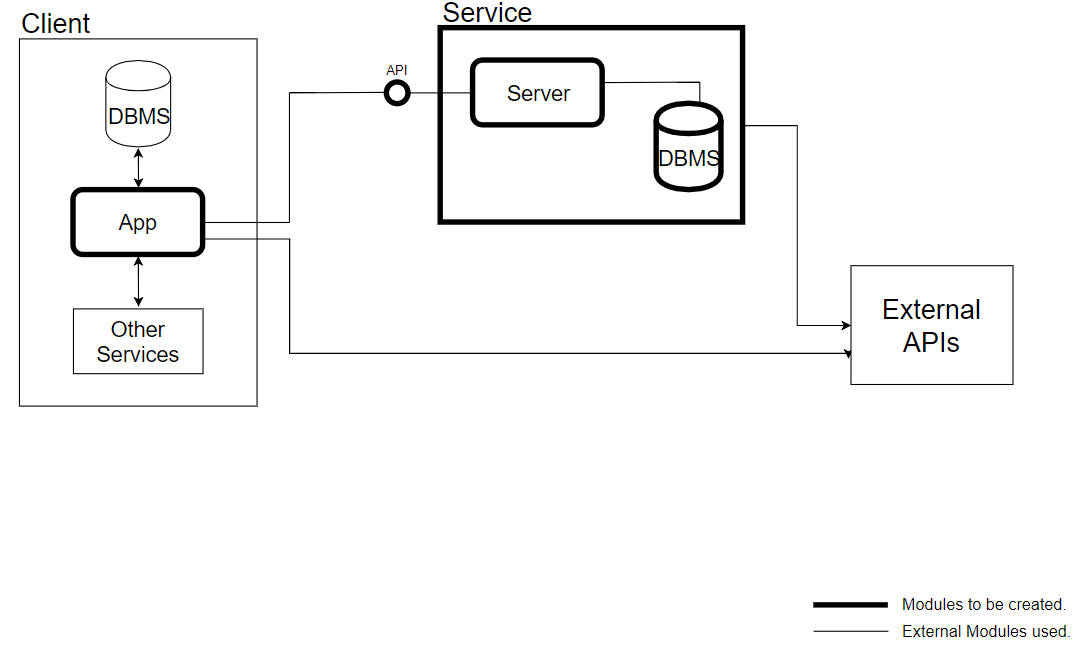 Client
Service
DBMS
API
Server
DBMS
App
Other
Services
External
APIs
Modules to be created.
External Modules used.